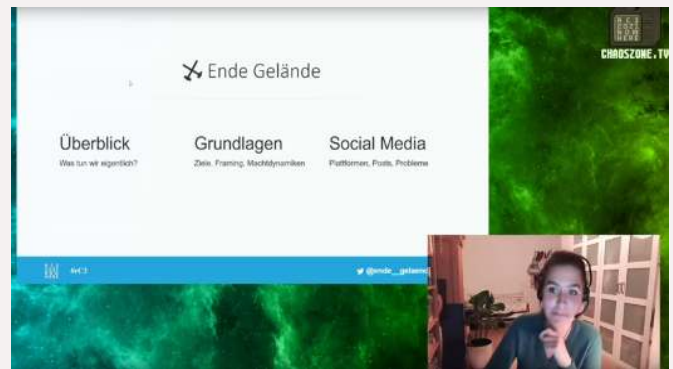 CHAOSZONE.TV
Ende Gelände
Überblick
Was tun wir eigentlich?
Grundlagen
Ziele, Framing, Machtdynamiken
Social Media
Plattformen, Posts, Probleme
#rC3